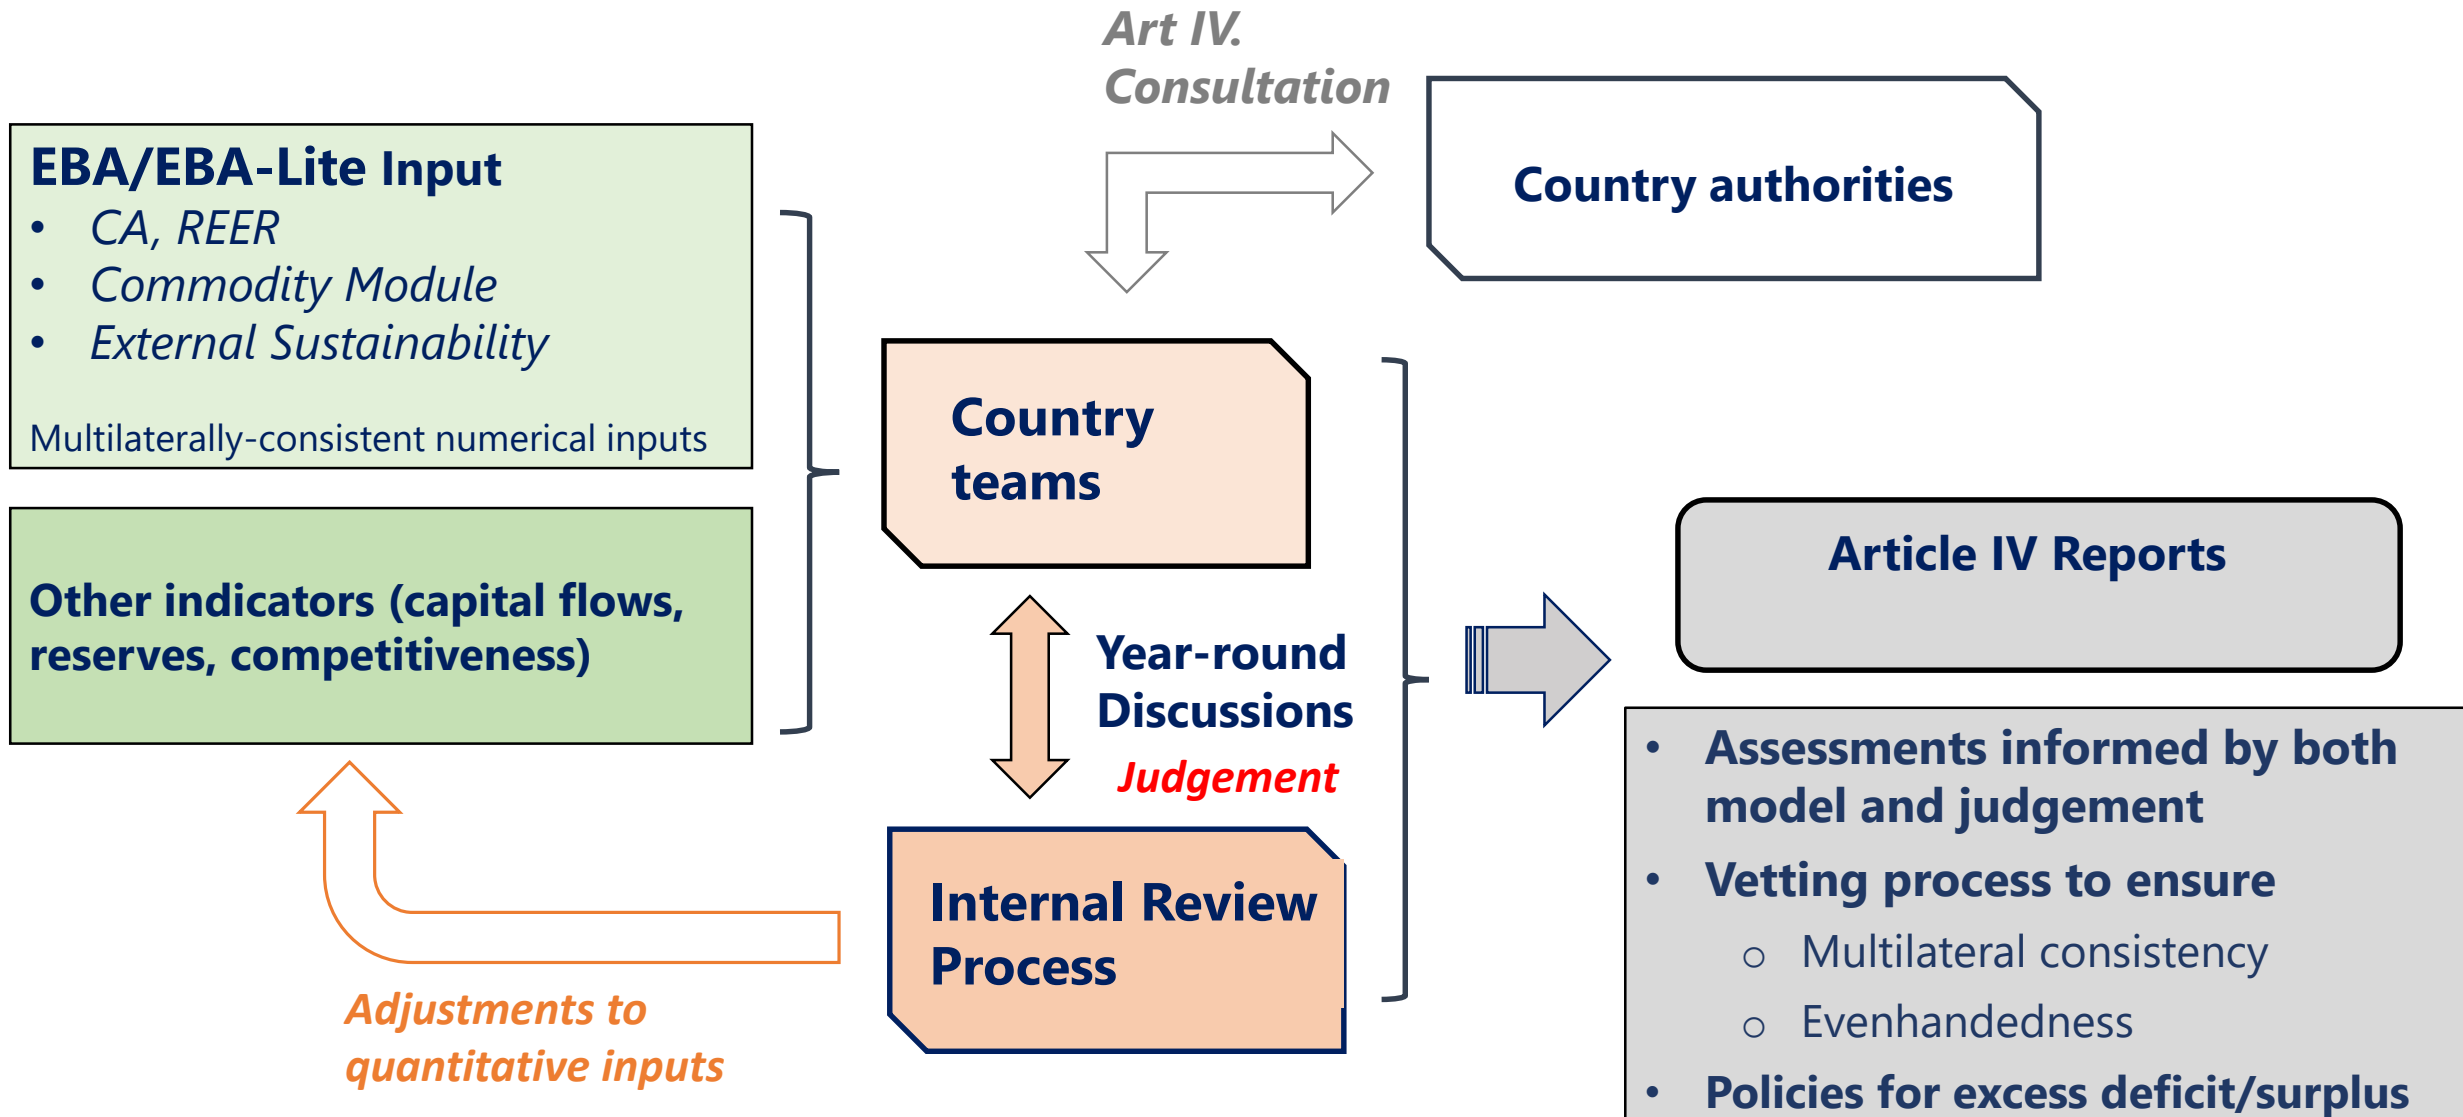 Art IV.
Consultation
EBA/EBA-Lite Input
• CA, REER
• Commodity Module
• External Sustainability
Multilaterally-consistent numerical inputs
Other indicators (capital flows,
reserves, competitiveness)
Country authorities
Country
teams
Year-round
Discussions
Judgement
Internal Review
Process
Adjustments to
quantitative inputs
Article IV Reports
• Assessments informed by both
model and judgement
• Vetting process to ensure
o Multilateral consistency
o Evenhandedness
• Policies for excess deficit/surplus